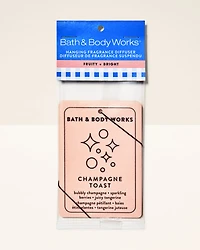 Bath & Body Works
HANGING FRAGRANCE DIFFUSER
DIFFUSEUR DE FRAGRANCE SUSPENDU
FRUITY + BRIGHT
BATH & BODY WORKS
CHAMPAGNE
TOAST
bubbly champagne • sparkling
berries • juicy tangerine
champagne pétillant • baies
étincelantes • tangerine juteuse